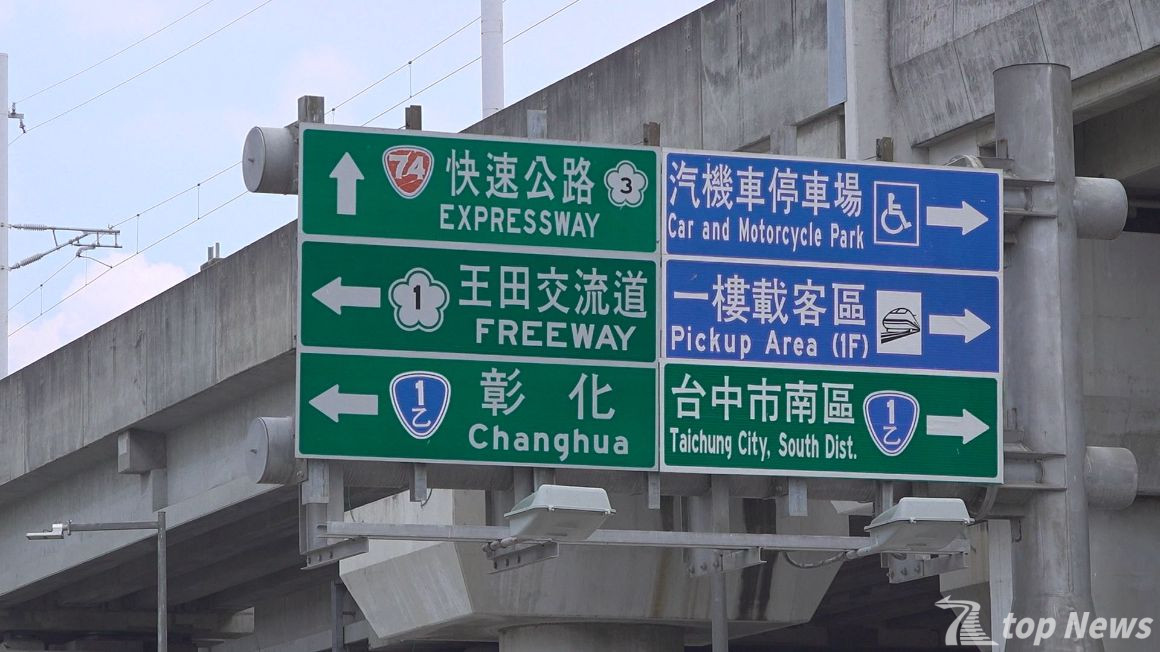 74 快速公路 3
EXPRESSWAY
1 王田交流道
FREEWAY
1乙 彰化
Changhua
汽機車停車場
Car and Motorcycle Park
一樓載客區
Pickup Area (1F)
台中市南區 1乙
Taichung City, South Dist.
top News